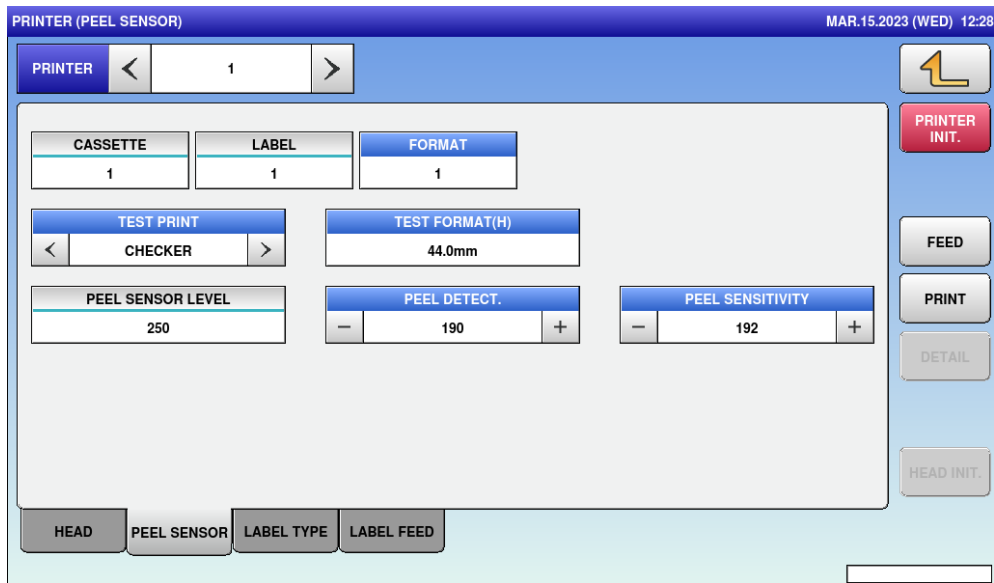 PRINTER (PEEL SENSOR) MAR.15.2023 (WED) 12:28
PRINTER 1
PRINTER INIT.
CASSETTE LABEL FORMAT
1 1 1
TEST PRINT TEST FORMAT(H)
CHECKER 44.0mm
FEED
PEEL SENSOR LEVEL PEEL DETECT. PEEL SENSITIVITY
250 − 190 + − 192 +
PRINT
DETAIL
HEAD INIT.
HEAD PEEL SENSOR LABEL TYPE LABEL FEED